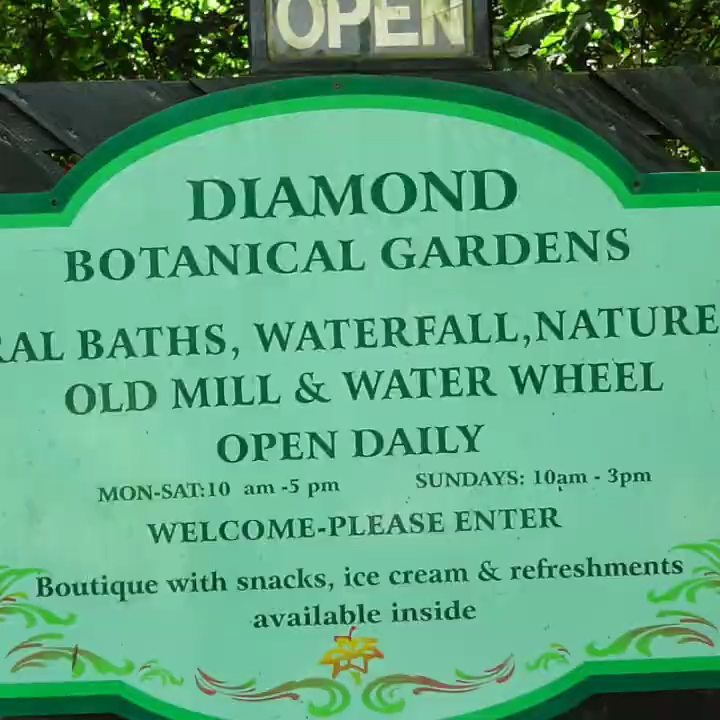 OPEN
DIAMOND
BOTANICAL GARDENS
BATHS, WATERFALL,NATURE
OLD MILL & WATER WHEEL
OPEN DAILY
MON-SAT:10 am -5 pm SUNDAYS: 10am - 3pm
WELCOME-PLEASE ENTER
Boutique with snacks, ice cream & refreshments
available inside